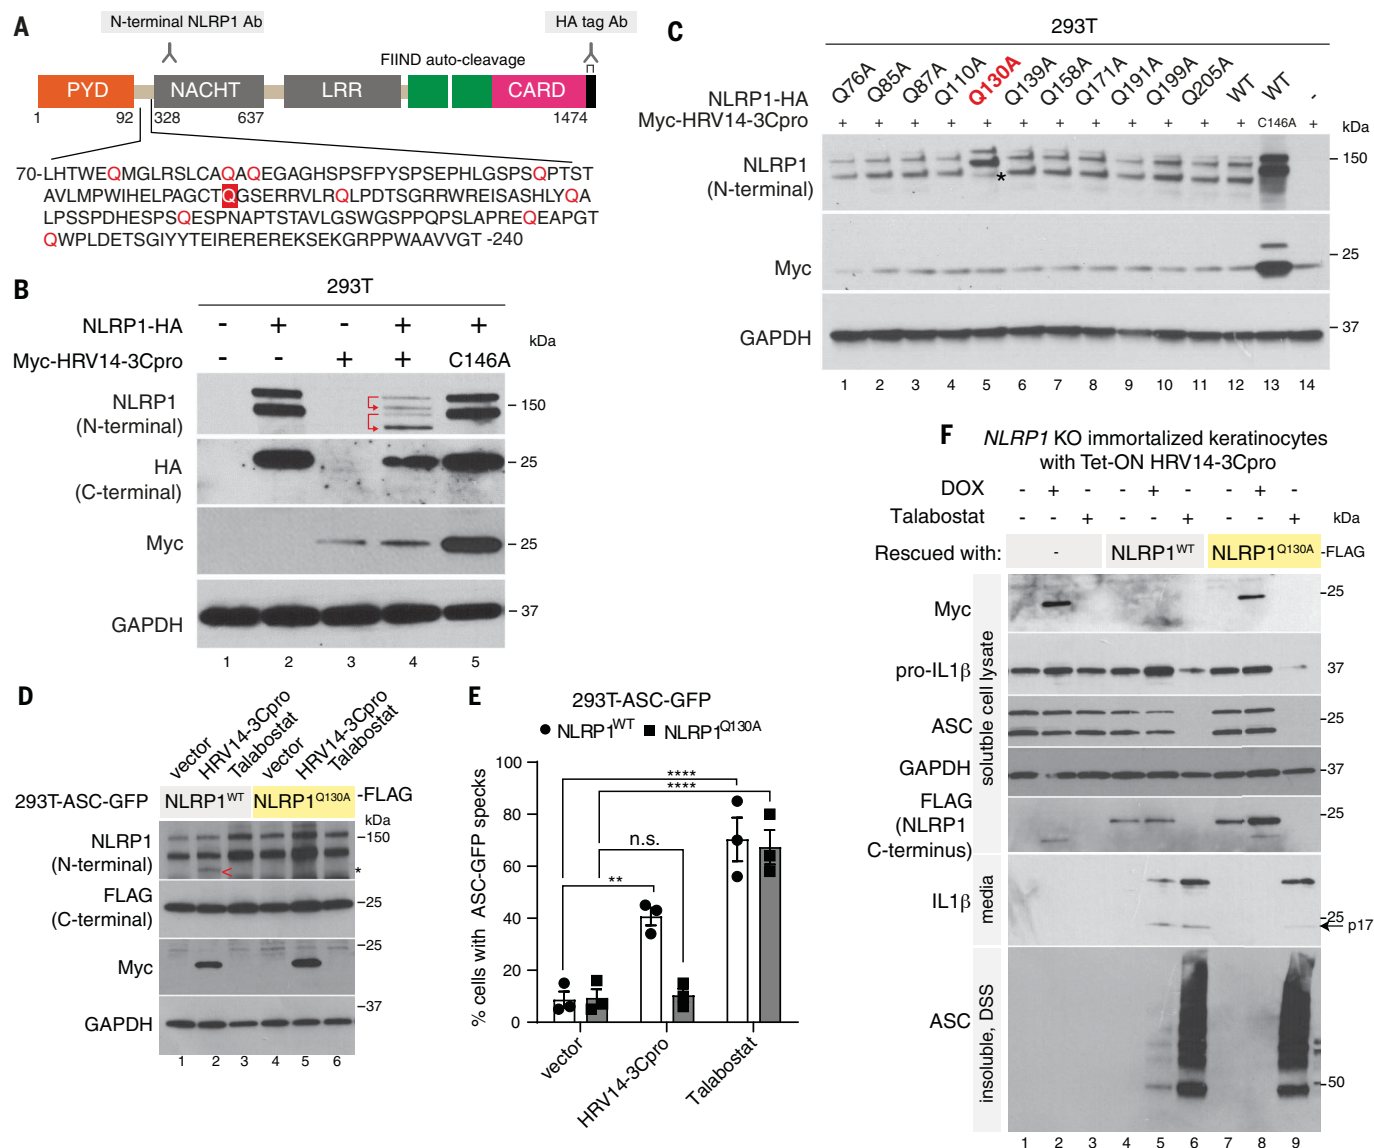 A
N-terminal NLRP1 Ab
HA tag Ab
FIIND auto-cleavage
PYD
NACHT
LRR
CARD
1
92
328
637
1474
70-LHTWEQMGLRSLCAQAQEGAGHSPSFPYSPSEPHLGSPSQPTST
AVLMPWIHELPAGCTQGSERRVLRQLPDTSGRRWREISASHLYQA
LPSSPDHESPSQESPNAPTSTAVLGSWGSPPQPSLAPREQEAPGT
QWPLDETSGIYYTEIREREREKSEKGRPPWAAVVGT -240
B
293T
NLRP1-HA - + - + +
Myc-HRV14-3Cpro - - + + C146A
kDa
NLRP1
(N-terminal)
150
HA
(C-terminal)
25
Myc
25
GAPDH
37
1 2 3 4 5
C
293T
NLRP1-HA Q76A Q85A Q87A Q110A Q130A Q139A Q158A Q171A Q191A Q199A Q205A WT WT -
Myc-HRV14-3Cpro + + + + + + + + + + + + C146A +
kDa
NLRP1
(N-terminal)
*
150
Myc
25
GAPDH
37
1 2 3 4 5 6 7 8 9 10 11 12 13 14
D
vector HRV14-3Cpro Talabostat vector HRV14-3Cpro Talabostat
293T-ASC-GFP NLRP1WT NLRP1Q130A -FLAG
kDa
NLRP1
(N-terminal)
150
<
*
FLAG
(C-terminal)
25
Myc
25
GAPDH
37
1 2 3 4 5 6
E
293T-ASC-GFP
NLRP1WT NLRP1Q130A
% cells with ASC-GFP specks
100
80
60
40
20
0
****
****
n.s.
**
vector
HRV14-3Cpro
Talabostat
F
NLRP1 KO immortalized keratinocytes
with Tet-ON HRV14-3Cpro
DOX - + - - + - - + -
Talabostat - - + - - + - - +
kDa
Rescued with: - NLRP1WT NLRP1Q130A -FLAG
solutble cell lysate
Myc
25
pro-IL1β
37
ASC
25
GAPDH
37
FLAG
(NLRP1
C-terminus)
25
media
IL1β
25
p17
insoluble, DSS
ASC
50
1 2 3 4 5 6 7 8 9